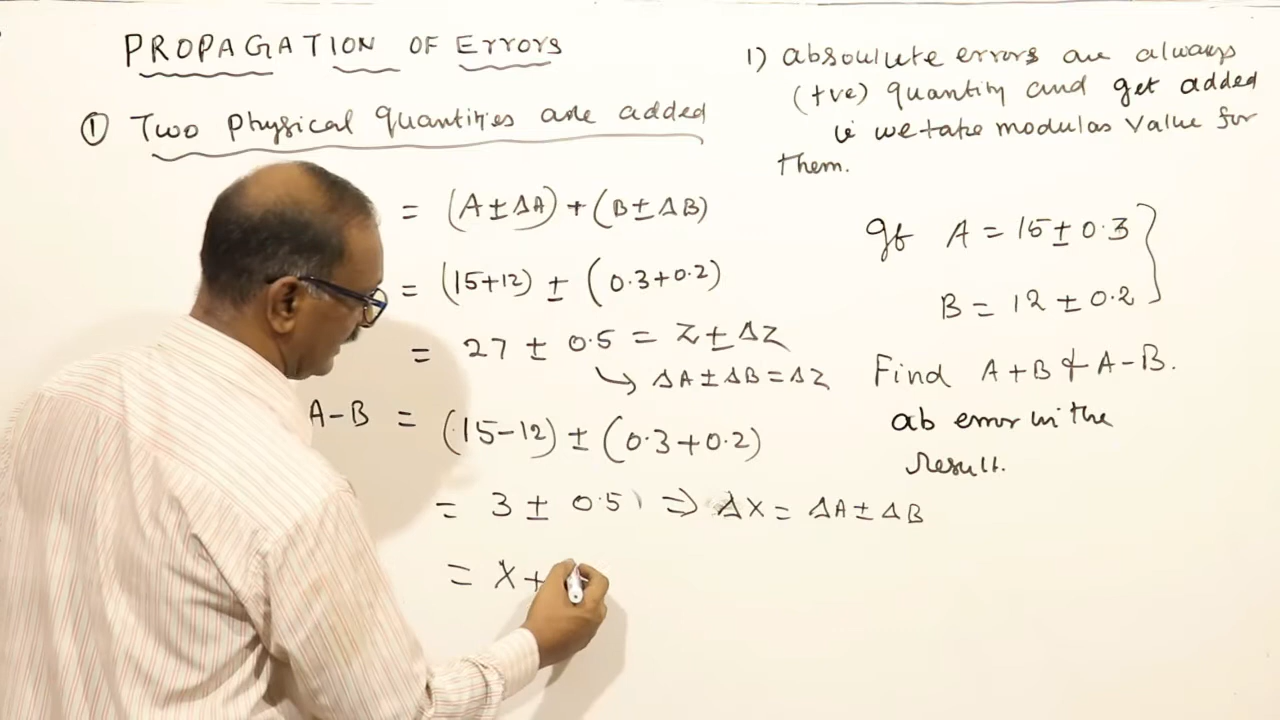 PROPAGATION OF Errors
① Two physical quantities are added
= (A ± ΔA) + (B ± ΔB)
= (15+12) ± (0.3+0.2)
= 27 ± 0.5 = Z ± ΔZ
↳ ΔA ± ΔB = ΔZ
A-B = (15-12) ± (0.3+0.2)
= 3 ± 0.5 ⇒ ΔX = ΔA ± ΔB
= X +
1) absoulute errors are always
(+ve) quantity and get added
ie we take modulas value for
them.
If A = 15 ± 0.3
B = 12 ± 0.2
Find A+B & A-B.
ab error in the
result.